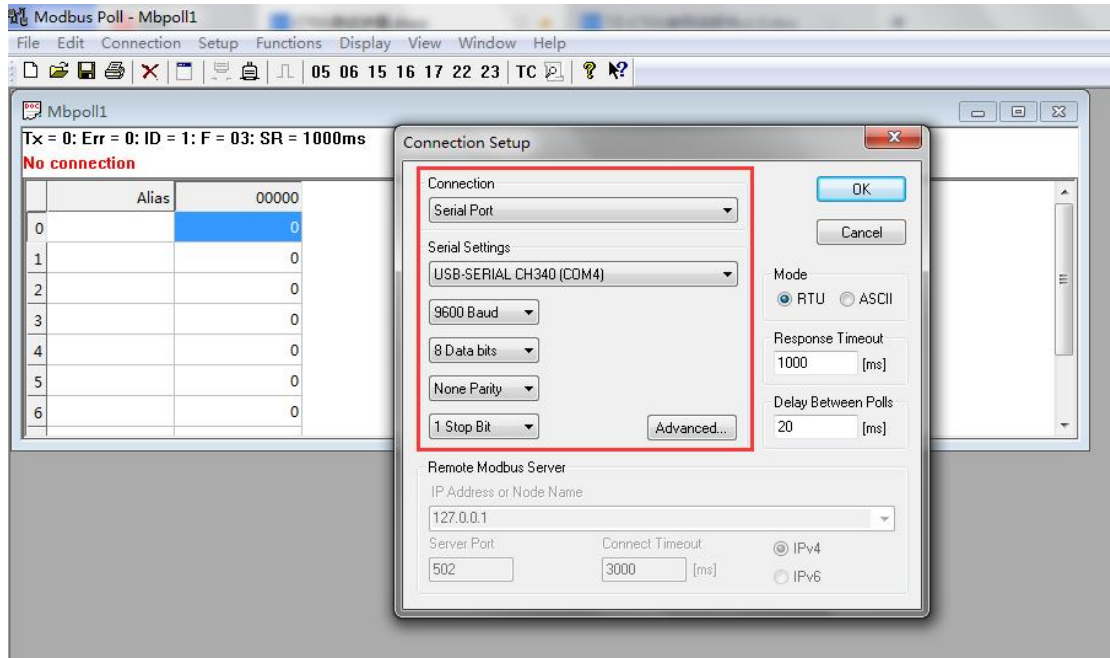 Modbus Poll - Mbpoll1
File Edit Connection Setup Functions Display View Window Help
05 06 15 16 17 22 23 TC
Mbpoll1
Tx = 0: Err = 0: ID = 1: F = 03: SR = 1000ms
No connection
Alias 00000
0 0
1 0
2 0
3 0
4 0
5 0
6 0
Connection Setup
Connection
Serial Port
Serial Settings
USB-SERIAL CH340 (COM4)
9600 Baud
8 Data bits
None Parity
1 Stop Bit
Advanced...
OK
Cancel
Mode
RTU ASCII
Response Timeout
1000 [ms]
Delay Between Polls
20 [ms]
Remote Modbus Server
IP Address or Node Name
127.0.0.1
Server Port Connect Timeout
502 3000 [ms]
IPv4
IPv6